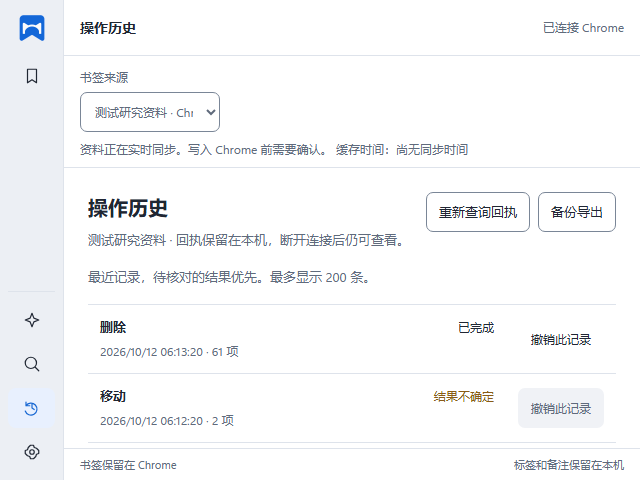 操作历史
已连接 Chrome
书签来源
测试研究资料 · Chr
资料正在实时同步。写入 Chrome 前需要确认。 缓存时间：尚无同步时间
操作历史
重新查询回执
备份导出
测试研究资料 · 回执保留在本机，断开连接后仍可查看。
最近记录，待核对的结果优先。最多显示 200 条。
删除
已完成
撤销此记录
2026/10/12 06:13:20 · 61 项
移动
结果不确定
撤销此记录
2026/10/12 06:12:20 · 2 项
书签保留在 Chrome
标签和备注保留在本机